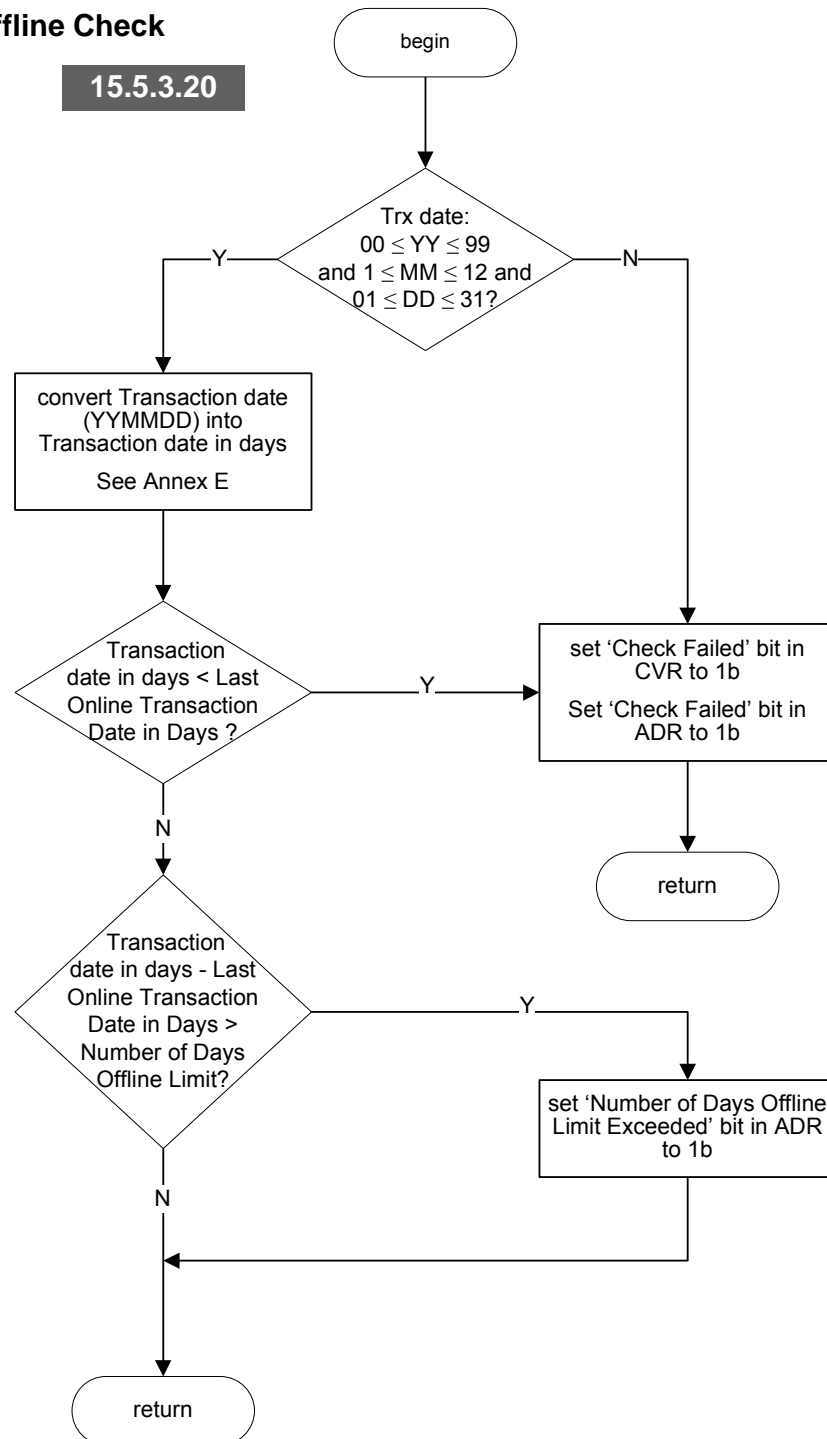 ffline Check
15.5.3.20
begin
Trx date:
00 ≤ YY ≤ 99
and 1 ≤ MM ≤ 12 and
01 ≤ DD ≤ 31?
Y
N
convert Transaction date
(YYMMDD) into
Transaction date in days
See Annex E
Transaction
date in days < Last
Online Transaction
Date in Days ?
Y
set ‘Check Failed’ bit in
CVR to 1b
Set ‘Check Failed’ bit in
ADR to 1b
N
return
Transaction
date in days - Last
Online Transaction
Date in Days >
Number of Days
Offline Limit?
Y
set ‘Number of Days Offline
Limit Exceeded’ bit in ADR
to 1b
N
return